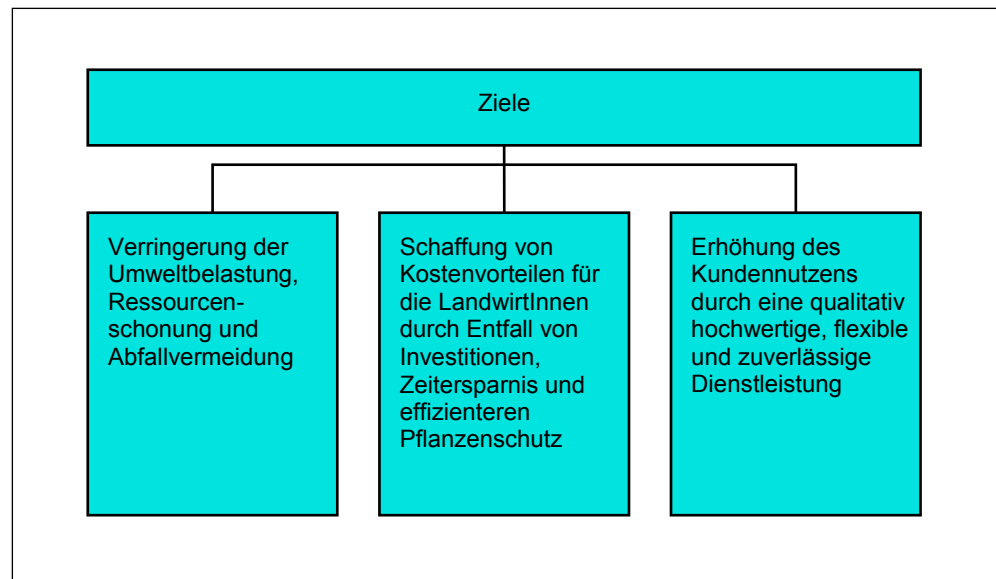 Ziele
Verringerung der
Umweltbelastung,
Ressourcen-
schonung und
Abfallvermeidung
Schaffung von
Kostenvorteilen für
die LandwirtInnen
durch Entfall von
Investitionen,
Zeitersparnis und
effizienteren
Pflanzenschutz
Erhöhung des
Kundennutzens
durch eine qualitativ
hochwertige, flexible
und zuverlässige
Dienstleistung